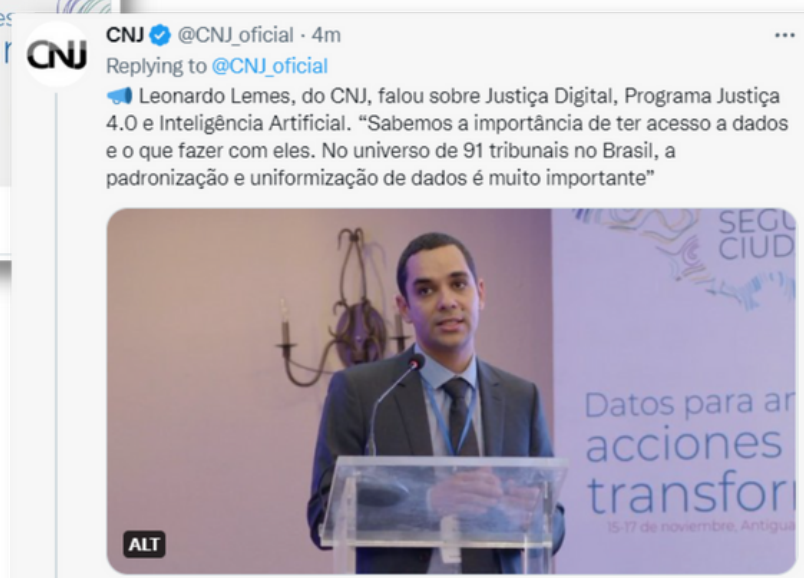 CNJ @CNJ_oficial · 4m
CNJ
Replying to @CNJ_oficial
Leonardo Lemes, do CNJ, falou sobre Justiça Digital, Programa Justiça
4.0 e Inteligência Artificial. “Sabemos a importância de ter acesso a dados
e o que fazer com eles. No universo de 91 tribunais no Brasil, a
padronização e uniformização de dados é muito importante”
SEGU
CIUD
Datos para an
acciones
transfor
15-17 de noviembre, Antigua
ALT